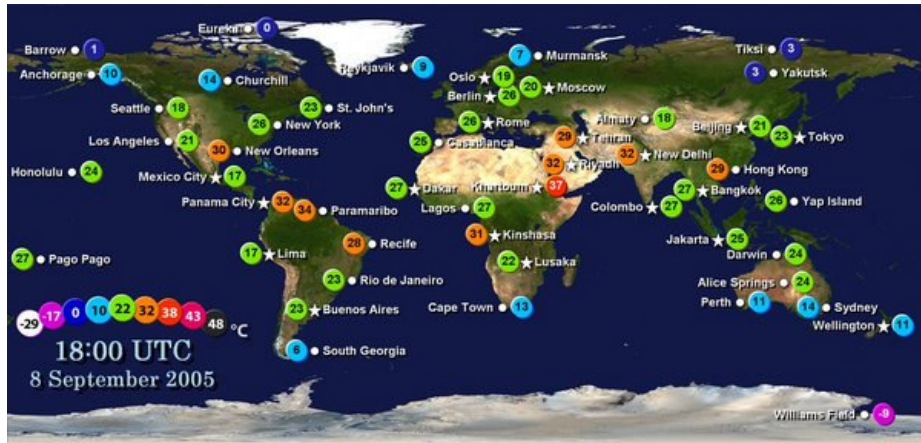 Eureka 0
Barrow 1
Tiksi 3
Murmansk 7
Reykjavik 9
Anchorage 10
14 Churchill
3 Yakutsk
Oslo 19
20 Moscow
Berlin 26
Seattle 18
23 St. John's
26 New York
26 Rome
Almaty 18
Beijing 21
23 Tokyo
Los Angeles 21
30 New Orleans
25 Casablanca
29 Tehran
32 New Delhi
32 Riyadh
29 Hong Kong
Honolulu 24
Mexico City 17
27 Dakar
Khartoum 37
27 Bangkok
Panama City 32
34 Paramaribo
Lagos 27
Colombo 27
26 Yap Island
31 Kinshasa
28 Recife
Jakarta 25
17 Lima
22 Lusaka
Darwin 24
27 Pago Pago
23 Rio de Janeiro
Alice Springs 24
23 Buenos Aires
Cape Town 13
Perth 11
14 Sydney
Wellington 11
-29 -17 0 10 22 32 38 43 48 °C
18:00 UTC
8 September 2005
6 South Georgia
Williams Field -9